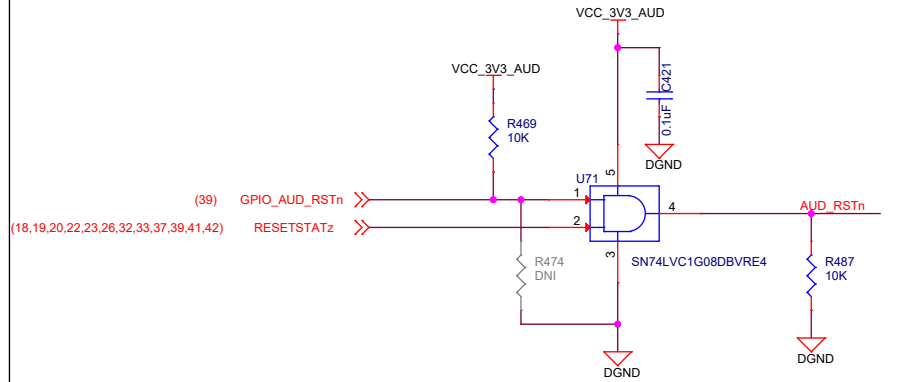 VCC_3V3_AUD
VCC_3V3_AUD
C421
0.1uF
R469
10K
DGND
U71
5
(39) GPIO_AUD_RSTn
1
4
AUD_RSTn
(18,19,20,22,23,26,32,33,37,39,41,42) RESETSTATz
2
3
SN74LVC1G08DBVRE4
R474
DNI
R487
10K
DGND
DGND